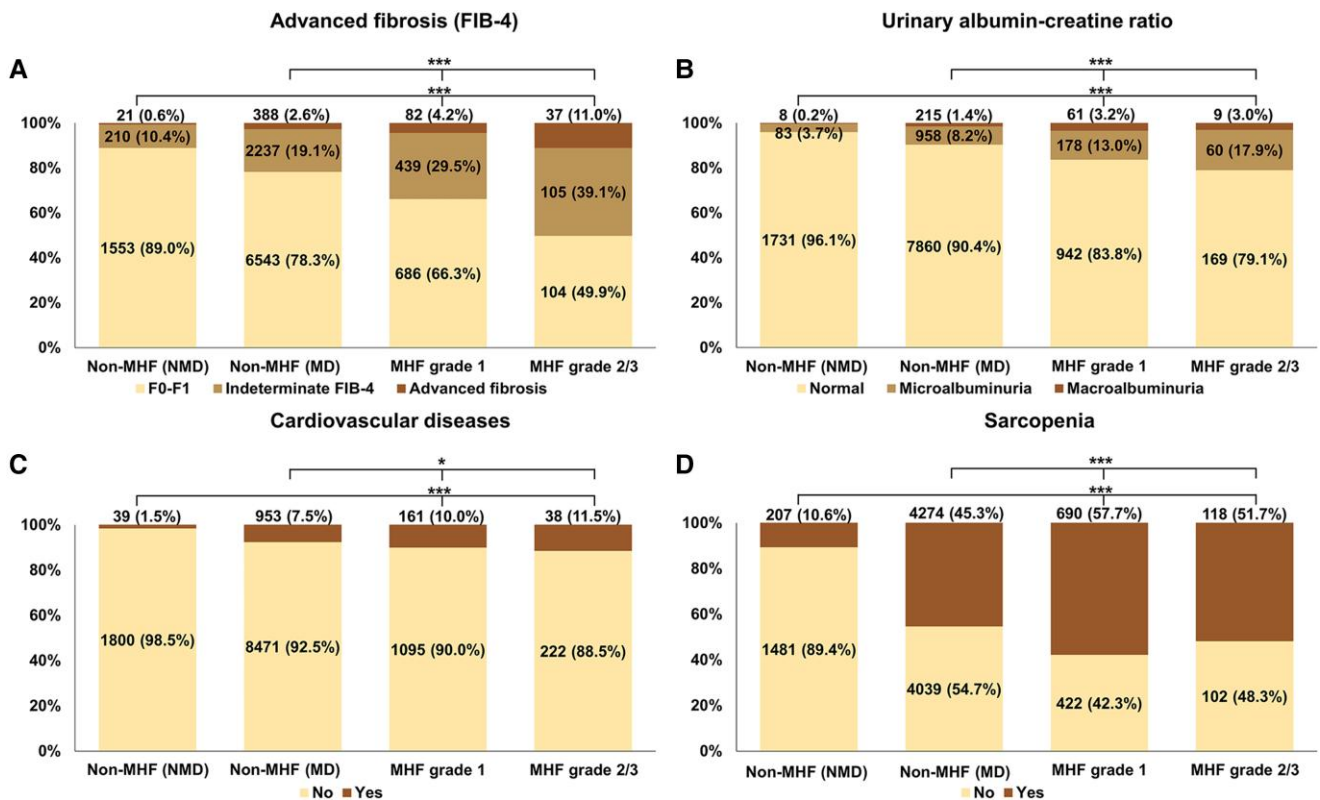 Advanced fibrosis (FIB-4)
A
***
***
21 (0.6%) 388 (2.6%) 82 (4.2%) 37 (11.0%)
100%
210 (10.4%) 2237 (19.1%) 439 (29.5%) 105 (39.1%)
80%
60%
1553 (89.0%) 6543 (78.3%) 686 (66.3%) 104 (49.9%)
40%
20%
0%
Non-MHF (NMD) Non-MHF (MD) MHF grade 1 MHF grade 2/3
F0-F1 Indeterminate FIB-4 Advanced fibrosis
Urinary albumin-creatine ratio
B
***
***
8 (0.2%) 215 (1.4%) 61 (3.2%) 9 (3.0%)
100%
83 (3.7%) 958 (8.2%) 178 (13.0%) 60 (17.9%)
80%
60%
1731 (96.1%) 7860 (90.4%) 942 (83.8%) 169 (79.1%)
40%
20%
0%
Non-MHF (NMD) Non-MHF (MD) MHF grade 1 MHF grade 2/3
Normal Microalbuminuria Macroalbuminuria
Cardiovascular diseases
C
*
***
39 (1.5%) 953 (7.5%) 161 (10.0%) 38 (11.5%)
100%
80%
60%
1800 (98.5%) 8471 (92.5%) 1095 (90.0%) 222 (88.5%)
40%
20%
0%
Non-MHF (NMD) Non-MHF (MD) MHF grade 1 MHF grade 2/3
No Yes
Sarcopenia
D
***
***
207 (10.6%) 4274 (45.3%) 690 (57.7%) 118 (51.7%)
100%
80%
60%
1481 (89.4%) 4039 (54.7%) 422 (42.3%) 102 (48.3%)
40%
20%
0%
Non-MHF (NMD) Non-MHF (MD) MHF grade 1 MHF grade 2/3
No Yes